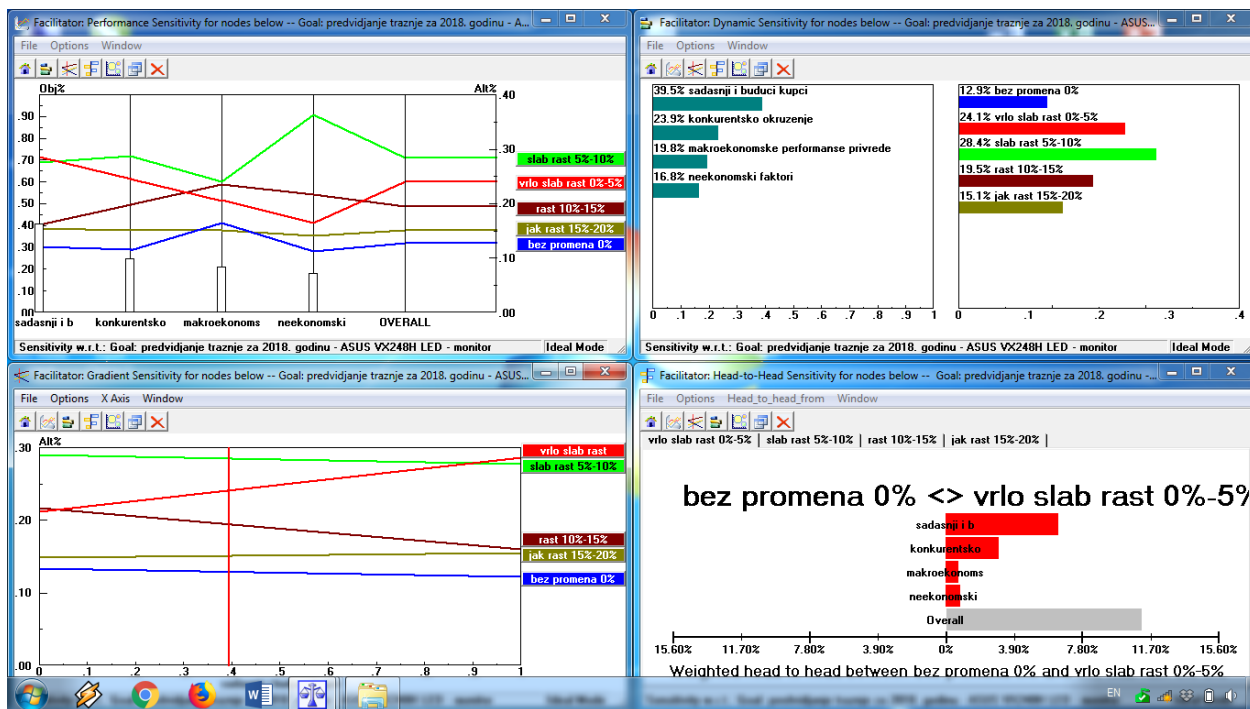 Facilitator: Performance Sensitivity for nodes below -- Goal: predvidjanje traznje za 2018. godinu - A...
File Options Window
Obj%
Alt%
.40
.90
.80
.70
.60
.50
.40
.30
.20
.10
.00
.30
.20
.10
.00
slab rast 5%-10%
vrlo slab rast 0%-5%
rast 10%-15%
jak rast 15%-20%
bez promena 0%
sadasnji i b konkurentsko makroekonoms neekonomski OVERALL
Sensitivity w.r.t.: Goal: predvidjanje traznje za 2018. godinu - ASUS VX248H LED - monitor Ideal Mode
Facilitator: Dynamic Sensitivity for nodes below -- Goal: predvidjanje traznje za 2018. godinu - ASUS...
File Options Window
39.5% sadasnji i buduci kupci
23.9% konkurentsko okruzenje
19.8% makroekonomske performanse privrede
16.8% neekonomski faktori
0 .1 .2 .3 .4 .5 .6 .7 .8 .9 1
12.9% bez promena 0%
24.1% vrlo slab rast 0%-5%
28.4% slab rast 5%-10%
19.5% rast 10%-15%
15.1% jak rast 15%-20%
0 .1 .2 .3 .4
Sensitivity w.r.t.: Goal: predvidjanje traznje za 2018. godinu - ASUS VX248H LED - monitor Ideal Mode
Facilitator: Gradient Sensitivity for nodes below -- Goal: predvidjanje traznje za 2018. godinu - ASUS...
File Options X Axis Window
Alt%
.30
.20
.10
.00
vrlo slab rast
slab rast 5%-10%
rast 10%-15%
jak rast 15%-20%
bez promena 0%
0 .1 .2 .3 .4 .5 .6 .7 .8 .9 1
Facilitator: Head-to-Head Sensitivity for nodes below -- Goal: predvidjanje traznje za 2018. godinu -...
File Options Head_to_head_from Window
vrlo slab rast 0%-5% | slab rast 5%-10% | rast 10%-15% | jak rast 15%-20% |
bez promena 0% <> vrlo slab rast 0%-5%
sadasnji i b
konkurentsko
makroekonoms
neekonomski
Overall
15.60% 11.70% 7.80% 3.90% 0% 3.90% 7.80% 11.70% 15.60%
Weighted head to head between bez promena 0% and vrlo slab rast 0%-5%
EN